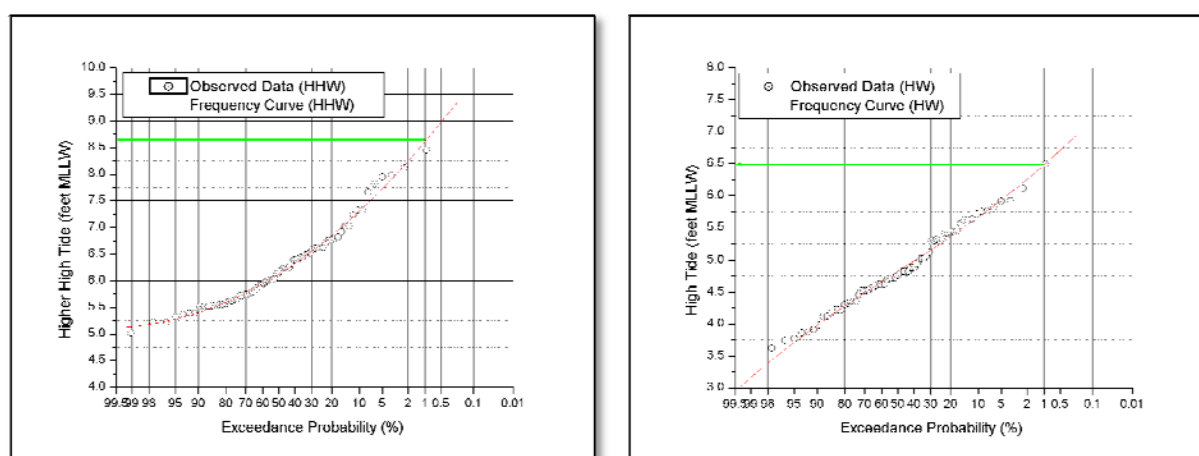 10.0
9.5
9.0
8.5
8.0
7.5
7.0
6.5
6.0
5.5
5.0
4.5
4.0
Higher High Tide (feet MLLW)
Observed Data (HHW)
Frequency Curve (HHW)
99.5 99 98 95 90 80 70 60 50 40 30 20 10 5 2 1 0.5 0.1 0.01
Exceedance Probability (%)
8.0
7.5
7.0
6.5
6.0
5.5
5.0
4.5
4.0
3.5
3.0
High Tide (feet MLLW)
Observed Data (HW)
Frequency Curve (HW)
99.5 99 98 95 90 80 70 60 50 40 30 20 10 5 2 1 0.5 0.1 0.01
Exceedance Probability (%)